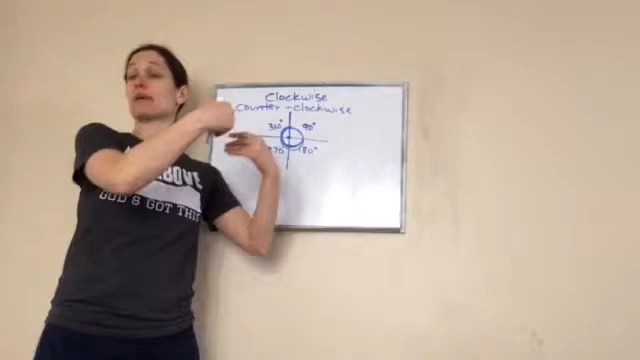 Clockwise
Counter - clockwise
360° 90°
270 180°
ABOVE
GOD'S GOT THIS